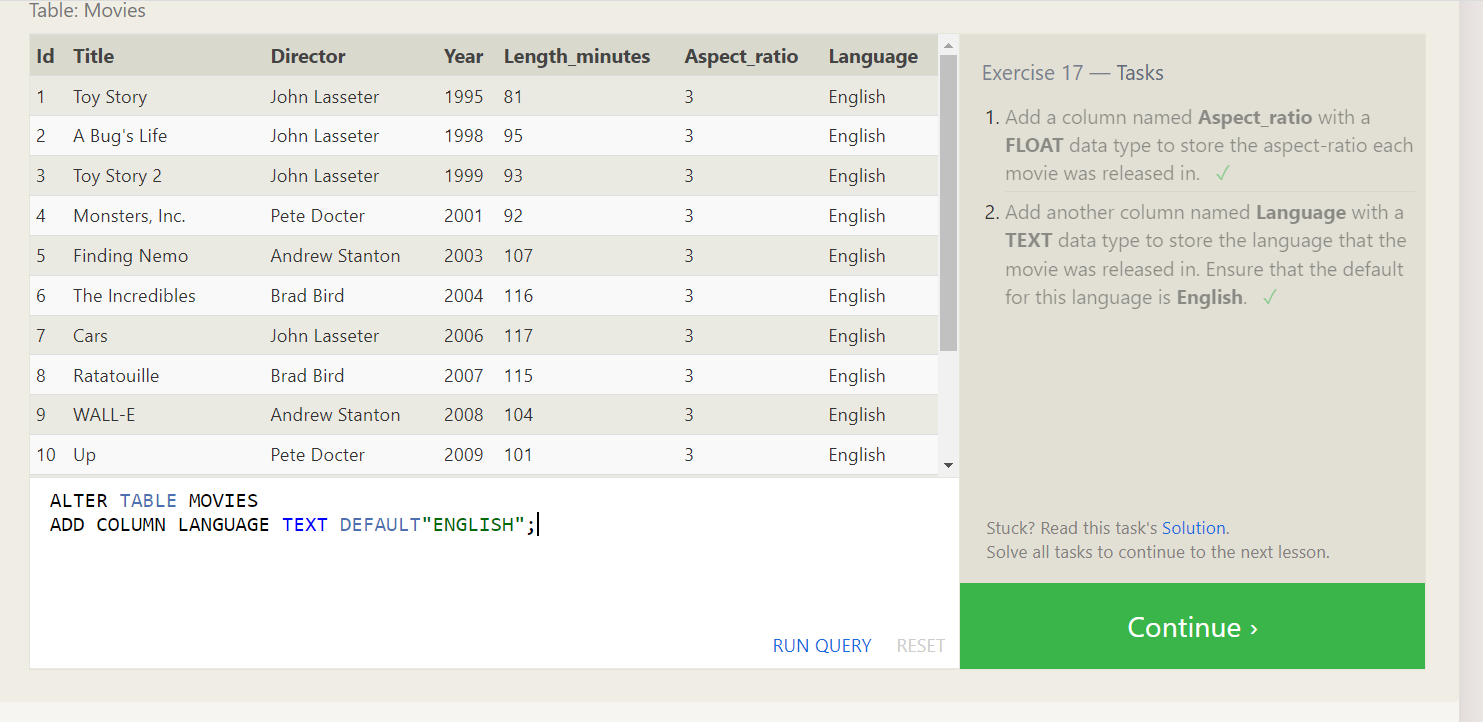 Table: Movies
Id Title Director Year Length_minutes Aspect_ratio Language
1 Toy Story John Lasseter 1995 81 3 English
2 A Bug's Life John Lasseter 1998 95 3 English
3 Toy Story 2 John Lasseter 1999 93 3 English
4 Monsters, Inc. Pete Docter 2001 92 3 English
5 Finding Nemo Andrew Stanton 2003 107 3 English
6 The Incredibles Brad Bird 2004 116 3 English
7 Cars John Lasseter 2006 117 3 English
8 Ratatouille Brad Bird 2007 115 3 English
9 WALL-E Andrew Stanton 2008 104 3 English
10 Up Pete Docter 2009 101 3 English
ALTER TABLE MOVIES
ADD COLUMN LANGUAGE TEXT DEFAULT"ENGLISH";
RUN QUERY RESET
Exercise 17 — Tasks
1. Add a column named Aspect_ratio with a
FLOAT data type to store the aspect-ratio each
movie was released in. ✓
2. Add another column named Language with a
TEXT data type to store the language that the
movie was released in. Ensure that the default
for this language is English. ✓
Stuck? Read this task's Solution.
Solve all tasks to continue to the next lesson.
Continue ›